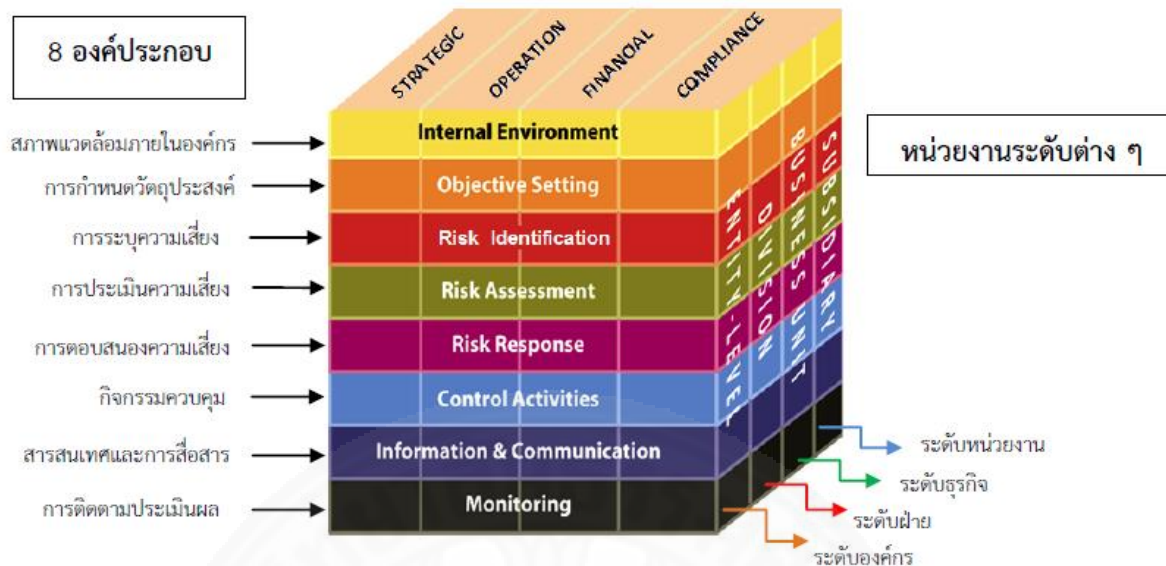 8 องค์ประกอบ
STRATEGIC
OPERATION
FINANCIAL
COMPLIANCE
หน่วยงานระดับต่าง ๆ
สภาพแวดล้อมภายในองค์กร
Internal Environment
การกำหนดวัตถุประสงค์
Objective Setting
การระบุความเสี่ยง
Risk Identification
การประเมินความเสี่ยง
Risk Assessment
การตอบสนองความเสี่ยง
Risk Response
กิจกรรมควบคุม
Control Activities
สารสนเทศและการสื่อสาร
Information & Communication
การติดตามประเมินผล
Monitoring
ENTITY-LEVEL
DIVISION
BUSINESS UNIT
SUBSIDIARY
ระดับหน่วยงาน
ระดับธุรกิจ
ระดับฝ่าย
ระดับองค์กร